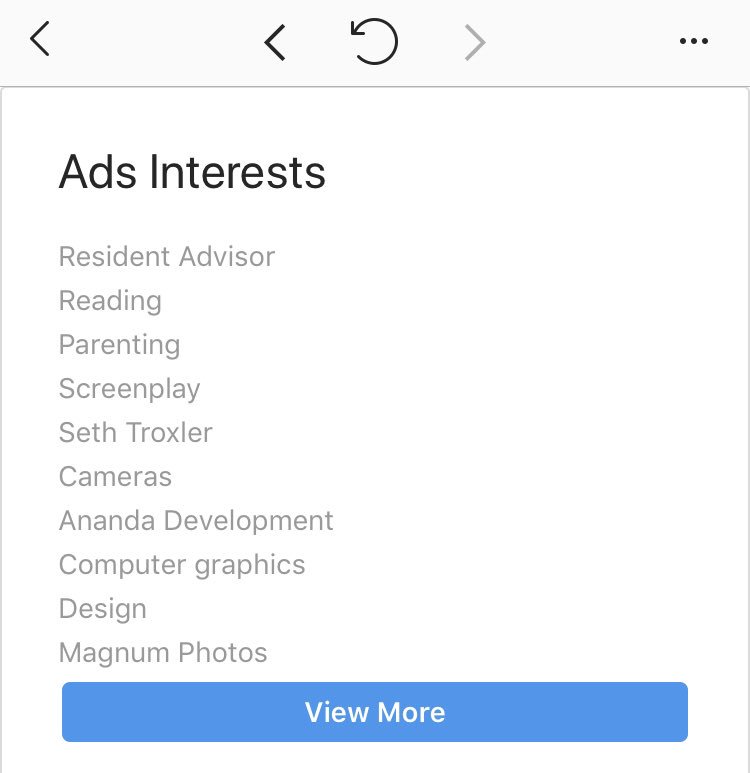 Ads Interests
Resident Advisor
Reading
Parenting
Screenplay
Seth Troxler
Cameras
Ananda Development
Computer graphics
Design
Magnum Photos
View More